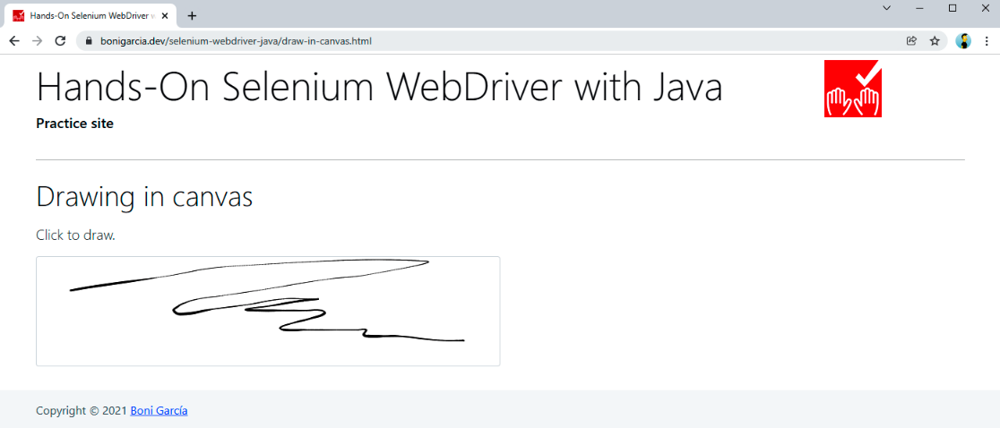 Hands-On Selenium WebDriver v
bonigarcia.dev/selenium-webdriver-java/draw-in-canvas.html
Hands-On Selenium WebDriver with Java
Practice site
Drawing in canvas
Click to draw.
Copyright © 2021 Boni García